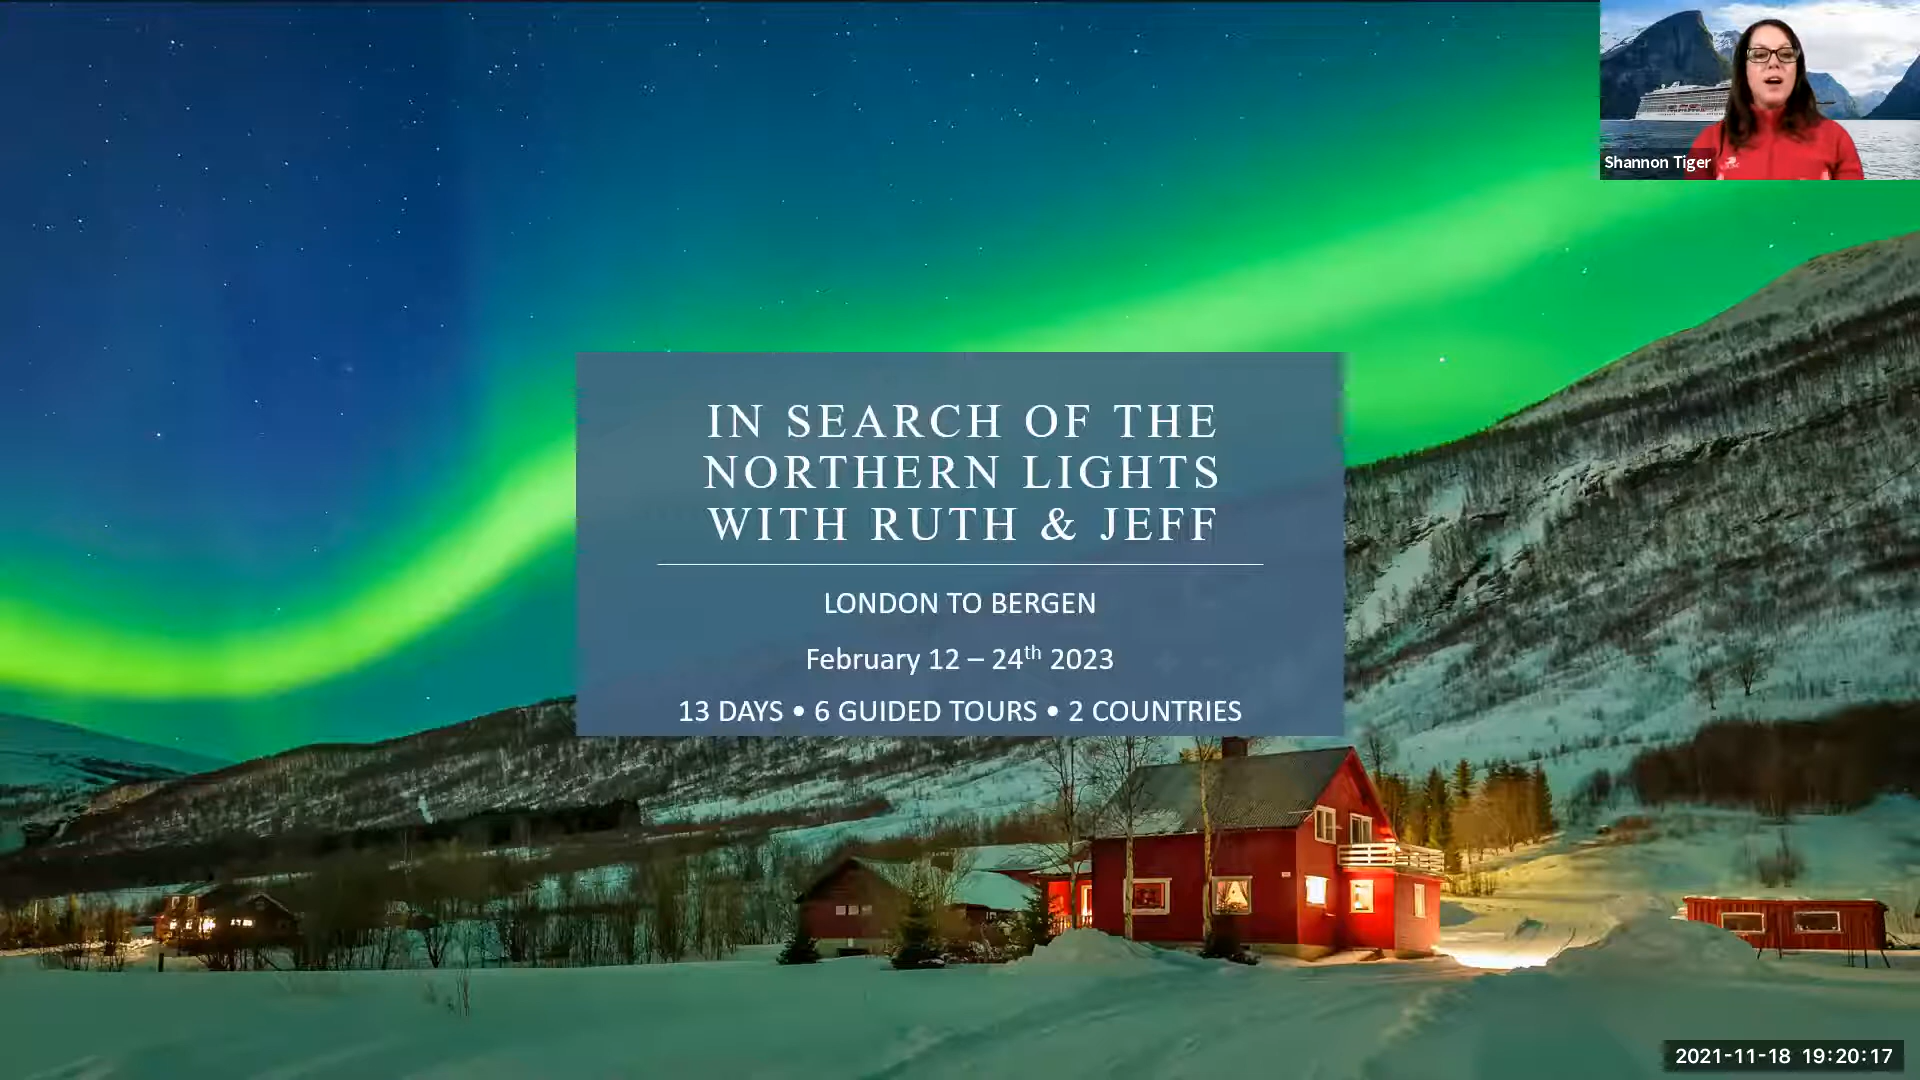 Shannon Tiger
IN SEARCH OF THE
NORTHERN LIGHTS
WITH RUTH & JEFF
LONDON TO BERGEN
February 12 – 24th 2023
13 DAYS • 6 GUIDED TOURS • 2 COUNTRIES
2021-11-18 19:20:17